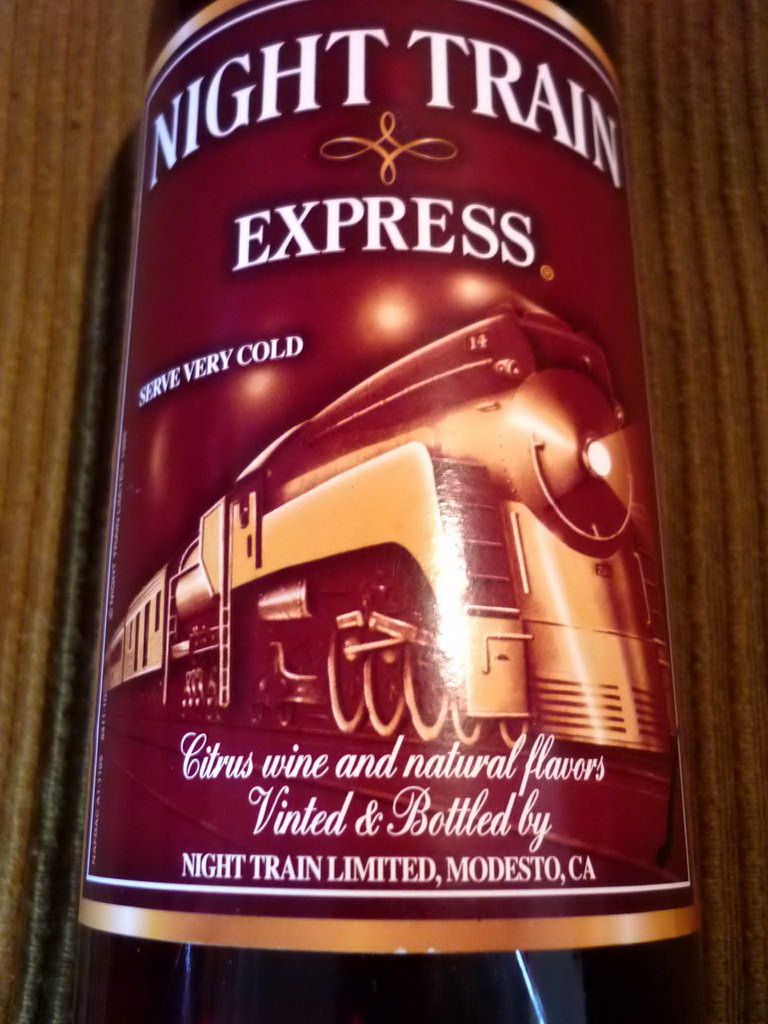 NIGHT TRAIN
EXPRESS
®
SERVE VERY COLD
14
Citrus wine and natural flavors
Vinted & Bottled by
NIGHT TRAIN LIMITED, MODESTO, CA